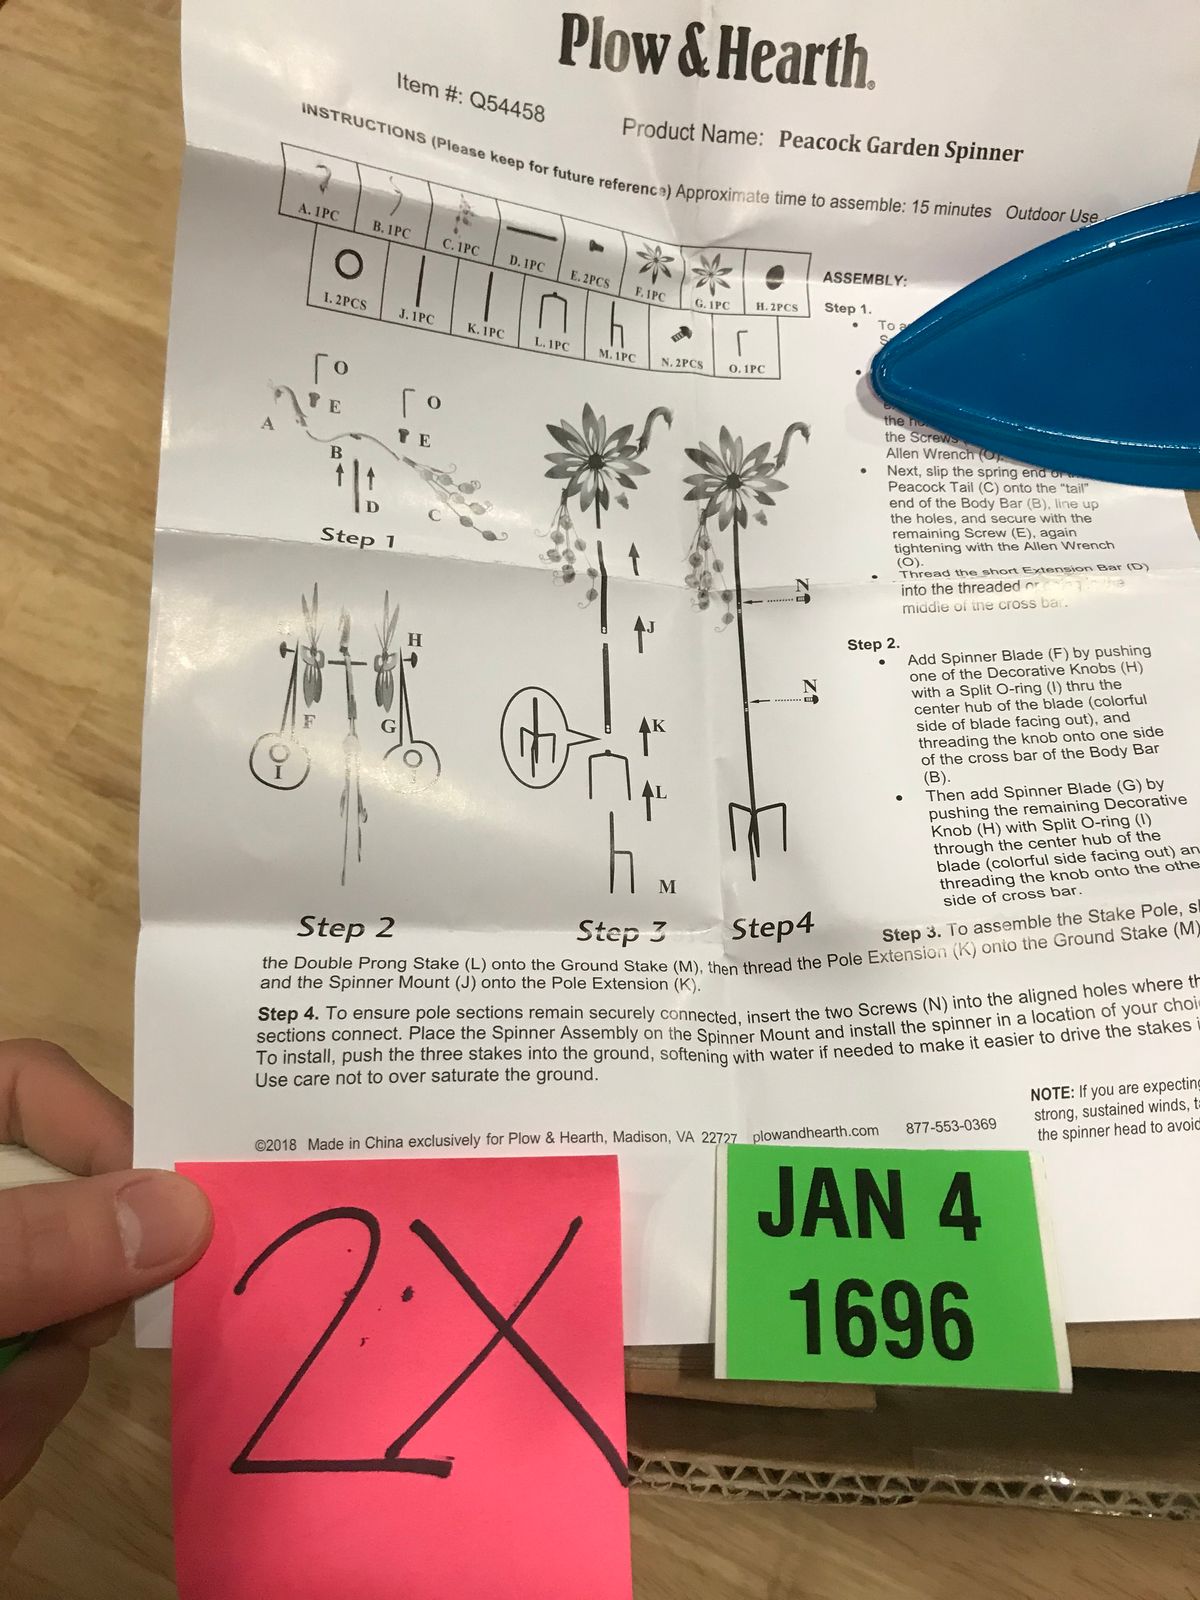 Plow & Hearth®
Item #: Q54458
Product Name: Peacock Garden Spinner
INSTRUCTIONS (Please keep for future reference) Approximate time to assemble: 15 minutes Outdoor Use
A. 1PC
B. 1PC
C. 1PC
D. 1PC
E. 2PCS
F. 1PC
G. 1PC
H. 2PCS
I. 2PCS
J. 1PC
K. 1PC
L. 1PC
M. 1PC
N. 2PCS
O. 1PC
O
E
A
B
D
O
E
C
Step 1
H
F
G
I
Step 2
J
K
L
M
Step 3
N
N
Step4
ASSEMBLY:
Step 1.
• To
•
the
the Screws
Allen Wrench (O).
• Next, slip the spring end of
Peacock Tail (C) onto the "tail"
end of the Body Bar (B), line up
the holes, and secure with the
remaining Screw (E), again
tightening with the Allen Wrench
(O).
• Thread the short Extension Bar (D)
into the threaded
middle of the cross bar.
Step 2.
• Add Spinner Blade (F) by pushing
one of the Decorative Knobs (H)
with a Split O-ring (I) thru the
center hub of the blade (colorful
side of blade facing out), and
threading the knob onto one side
of the cross bar of the Body Bar
(B).
• Then add Spinner Blade (G) by
pushing the remaining Decorative
Knob (H) with Split O-ring (I)
through the center hub of the
blade (colorful side facing out) an
threading the knob onto the othe
side of cross bar.
Step 3. To assemble the Stake Pole, sl
the Double Prong Stake (L) onto the Ground Stake (M), then thread the Pole Extension (K) onto the Ground Stake (M)
and the Spinner Mount (J) onto the Pole Extension (K).
Step 4. To ensure pole sections remain securely connected, insert the two Screws (N) into the aligned holes where th
sections connect. Place the Spinner Assembly on the Spinner Mount and install the spinner in a location of your choi
To install, push the three stakes into the ground, softening with water if needed to make it easier to drive the stakes i
Use care not to over saturate the ground.
NOTE: If you are expecting
strong, sustained winds, t
the spinner head to avoid
©2018 Made in China exclusively for Plow & Hearth, Madison, VA 22727 plowandhearth.com 877-553-0369
2X
JAN 4
1696